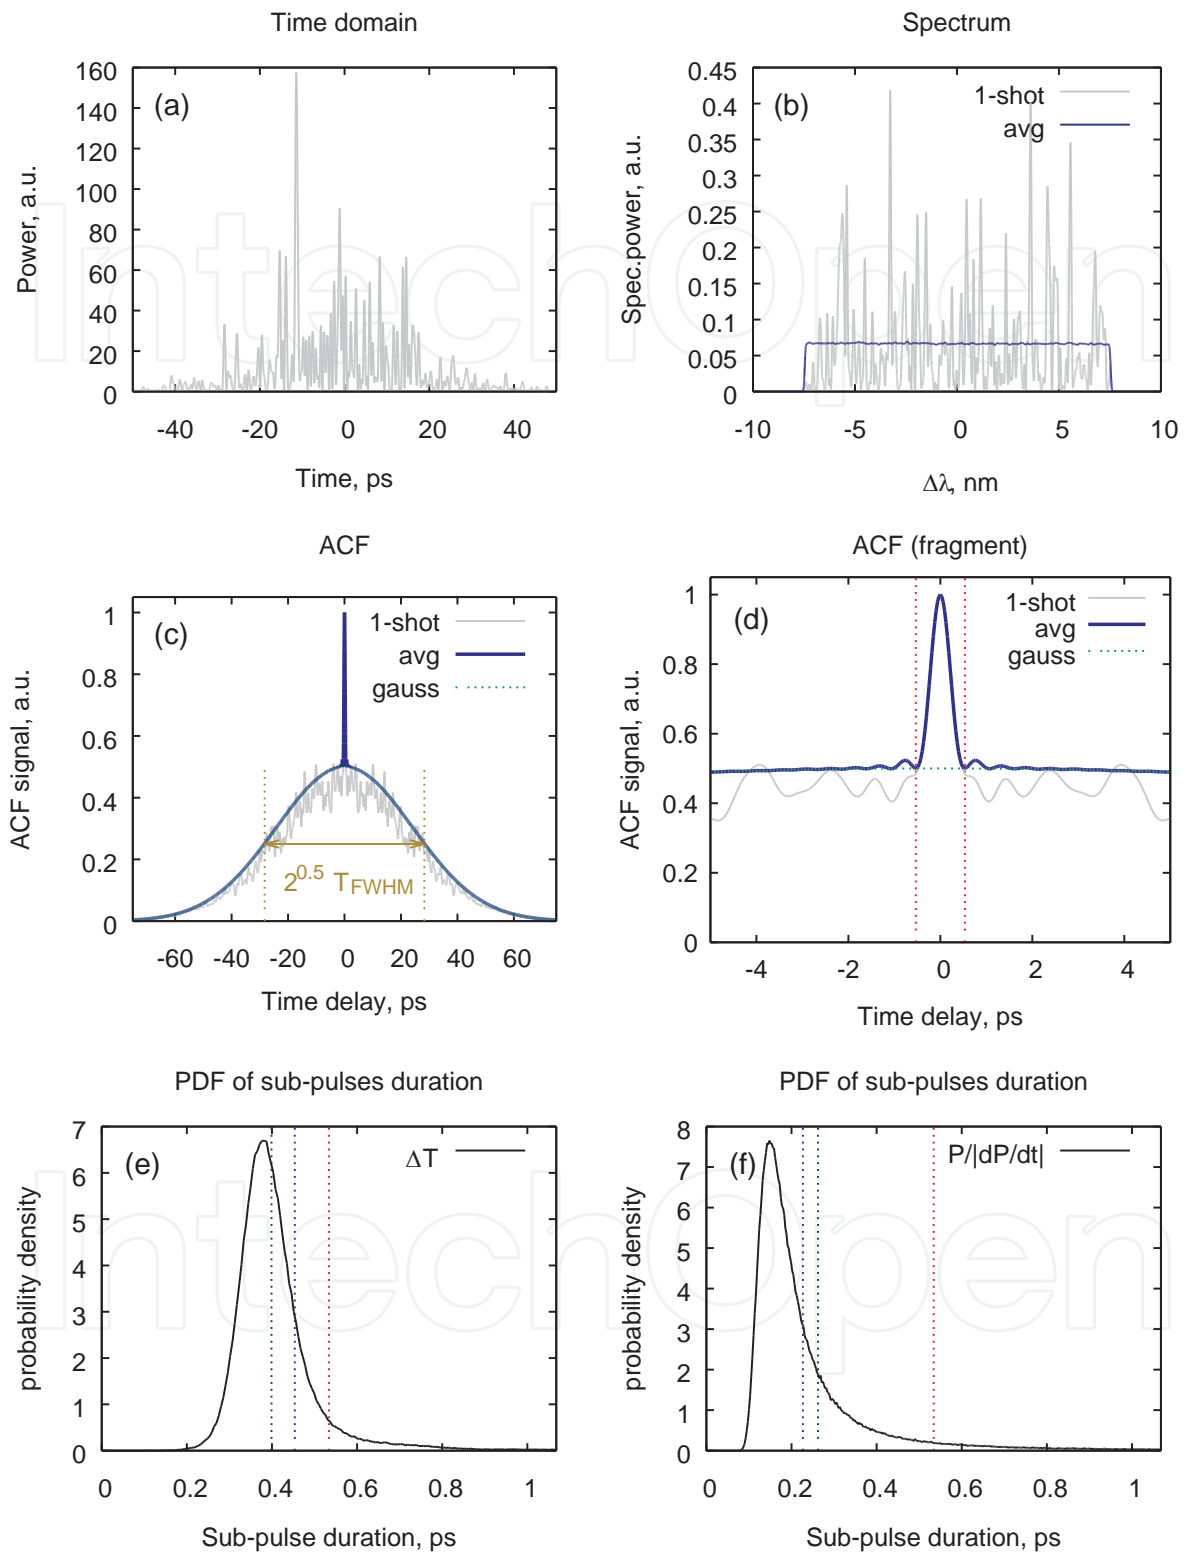 Time domain
Spectrum
(a)
160
140
120
100
80
60
40
20
0
Power, a.u.
-40 -20 0 20 40
Time, ps
(b)
1-shot
avg
0.45
0.4
0.35
0.3
0.25
0.2
0.15
0.1
0.05
0
Spec.power, a.u.
-10 -5 0 5 10
Δλ, nm
IntechOpen
ACF
ACF (fragment)
(c)
1-shot
avg
gauss
1
0.8
0.6
0.4
0.2
0
ACF signal, a.u.
2^0.5 T_FWHM
-60 -40 -20 0 20 40 60
Time delay, ps
(d)
1-shot
avg
gauss
1
0.8
0.6
0.4
0.2
0
ACF signal, a.u.
-4 -2 0 2 4
Time delay, ps
PDF of sub-pulses duration
PDF of sub-pulses duration
(e)
ΔT
7
6
5
4
3
2
1
0
probability density
0 0.2 0.4 0.6 0.8 1
Sub-pulse duration, ps
(f)
P/|dP/dt|
8
7
6
5
4
3
2
1
0
probability density
0 0.2 0.4 0.6 0.8 1
Sub-pulse duration, ps
IntechOpen